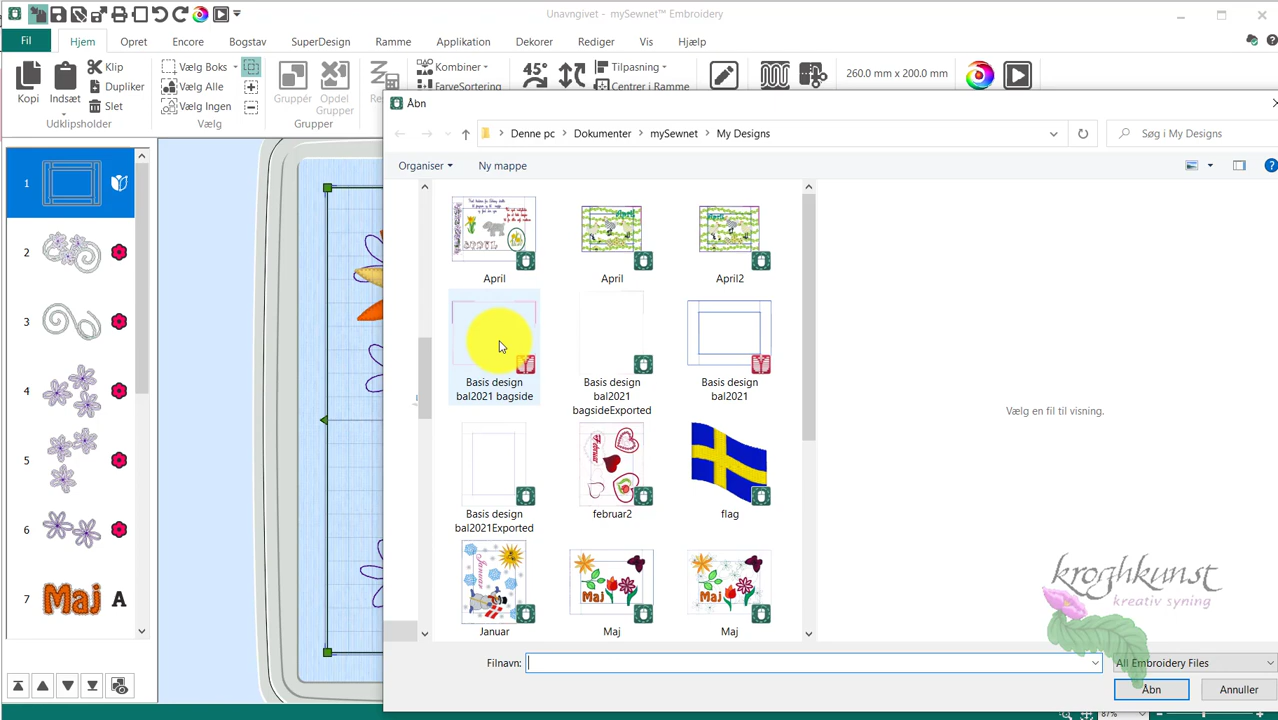 Unavngivet - mySewnet™ Embroidery
Fil Hjem Opret Encore Bogstav SuperDesign Ramme Applikation Dekorer Rediger Vis Hjælp
Kopi Indsæt Klip Dupliker Slet
Udklipsholder
Vælg Boks Vælg Alle Vælg Ingen
Vælg
Gruppér Opdel Grupper
Grupper
Kombiner FarveSortering
45° Tilpasning Centrer i Ramme
260.0 mm x 200.0 mm
Åbn
Denne pc Dokumenter mySewnet My Designs
Søg i My Designs
Organiser Ny mappe
1
2
3
4
5
6
7 Maj A
April April April2
Basis design bal2021 bagside
Basis design bal2021 bagsideExported
Basis design bal2021
Basis design bal2021Exported
februar2
flag
Januar Maj Maj
Vælg en fil til visning.
kroghkunst
kreativ syning
Filnavn:
All Embroidery Files
Åbn Annuller
87%